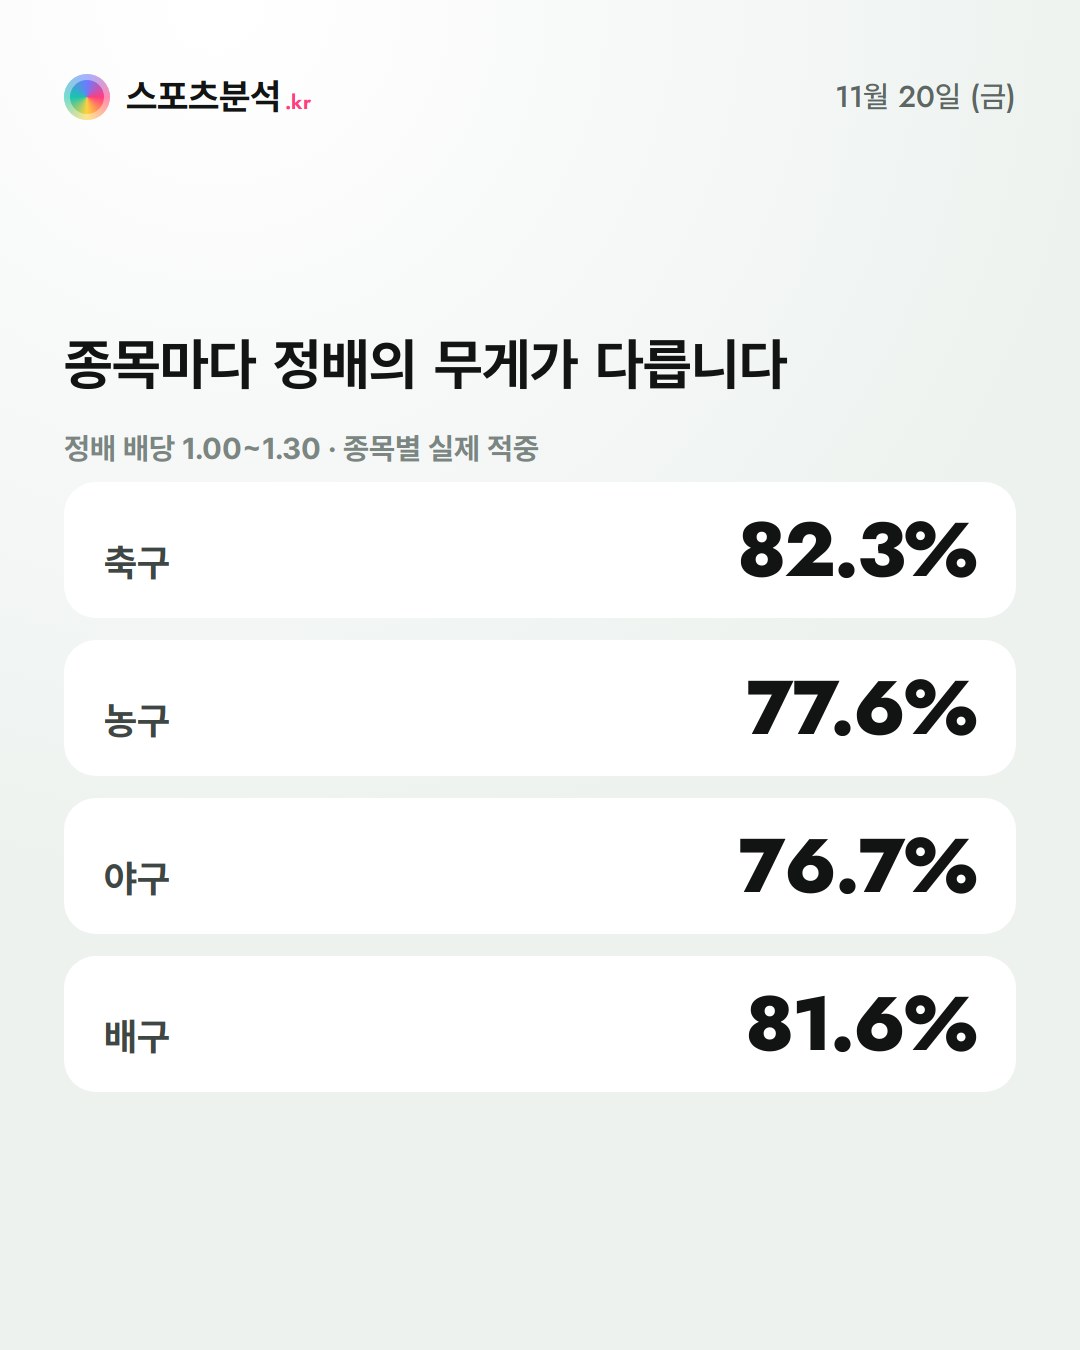 스포츠분석.kr
11월 20일 (금)
종목마다 정배의 무게가 다릅니다
정배 배당 1.00~1.30 · 종목별 실제 적중
축구 82.3%
농구 77.6%
야구 76.7%
배구 81.6%